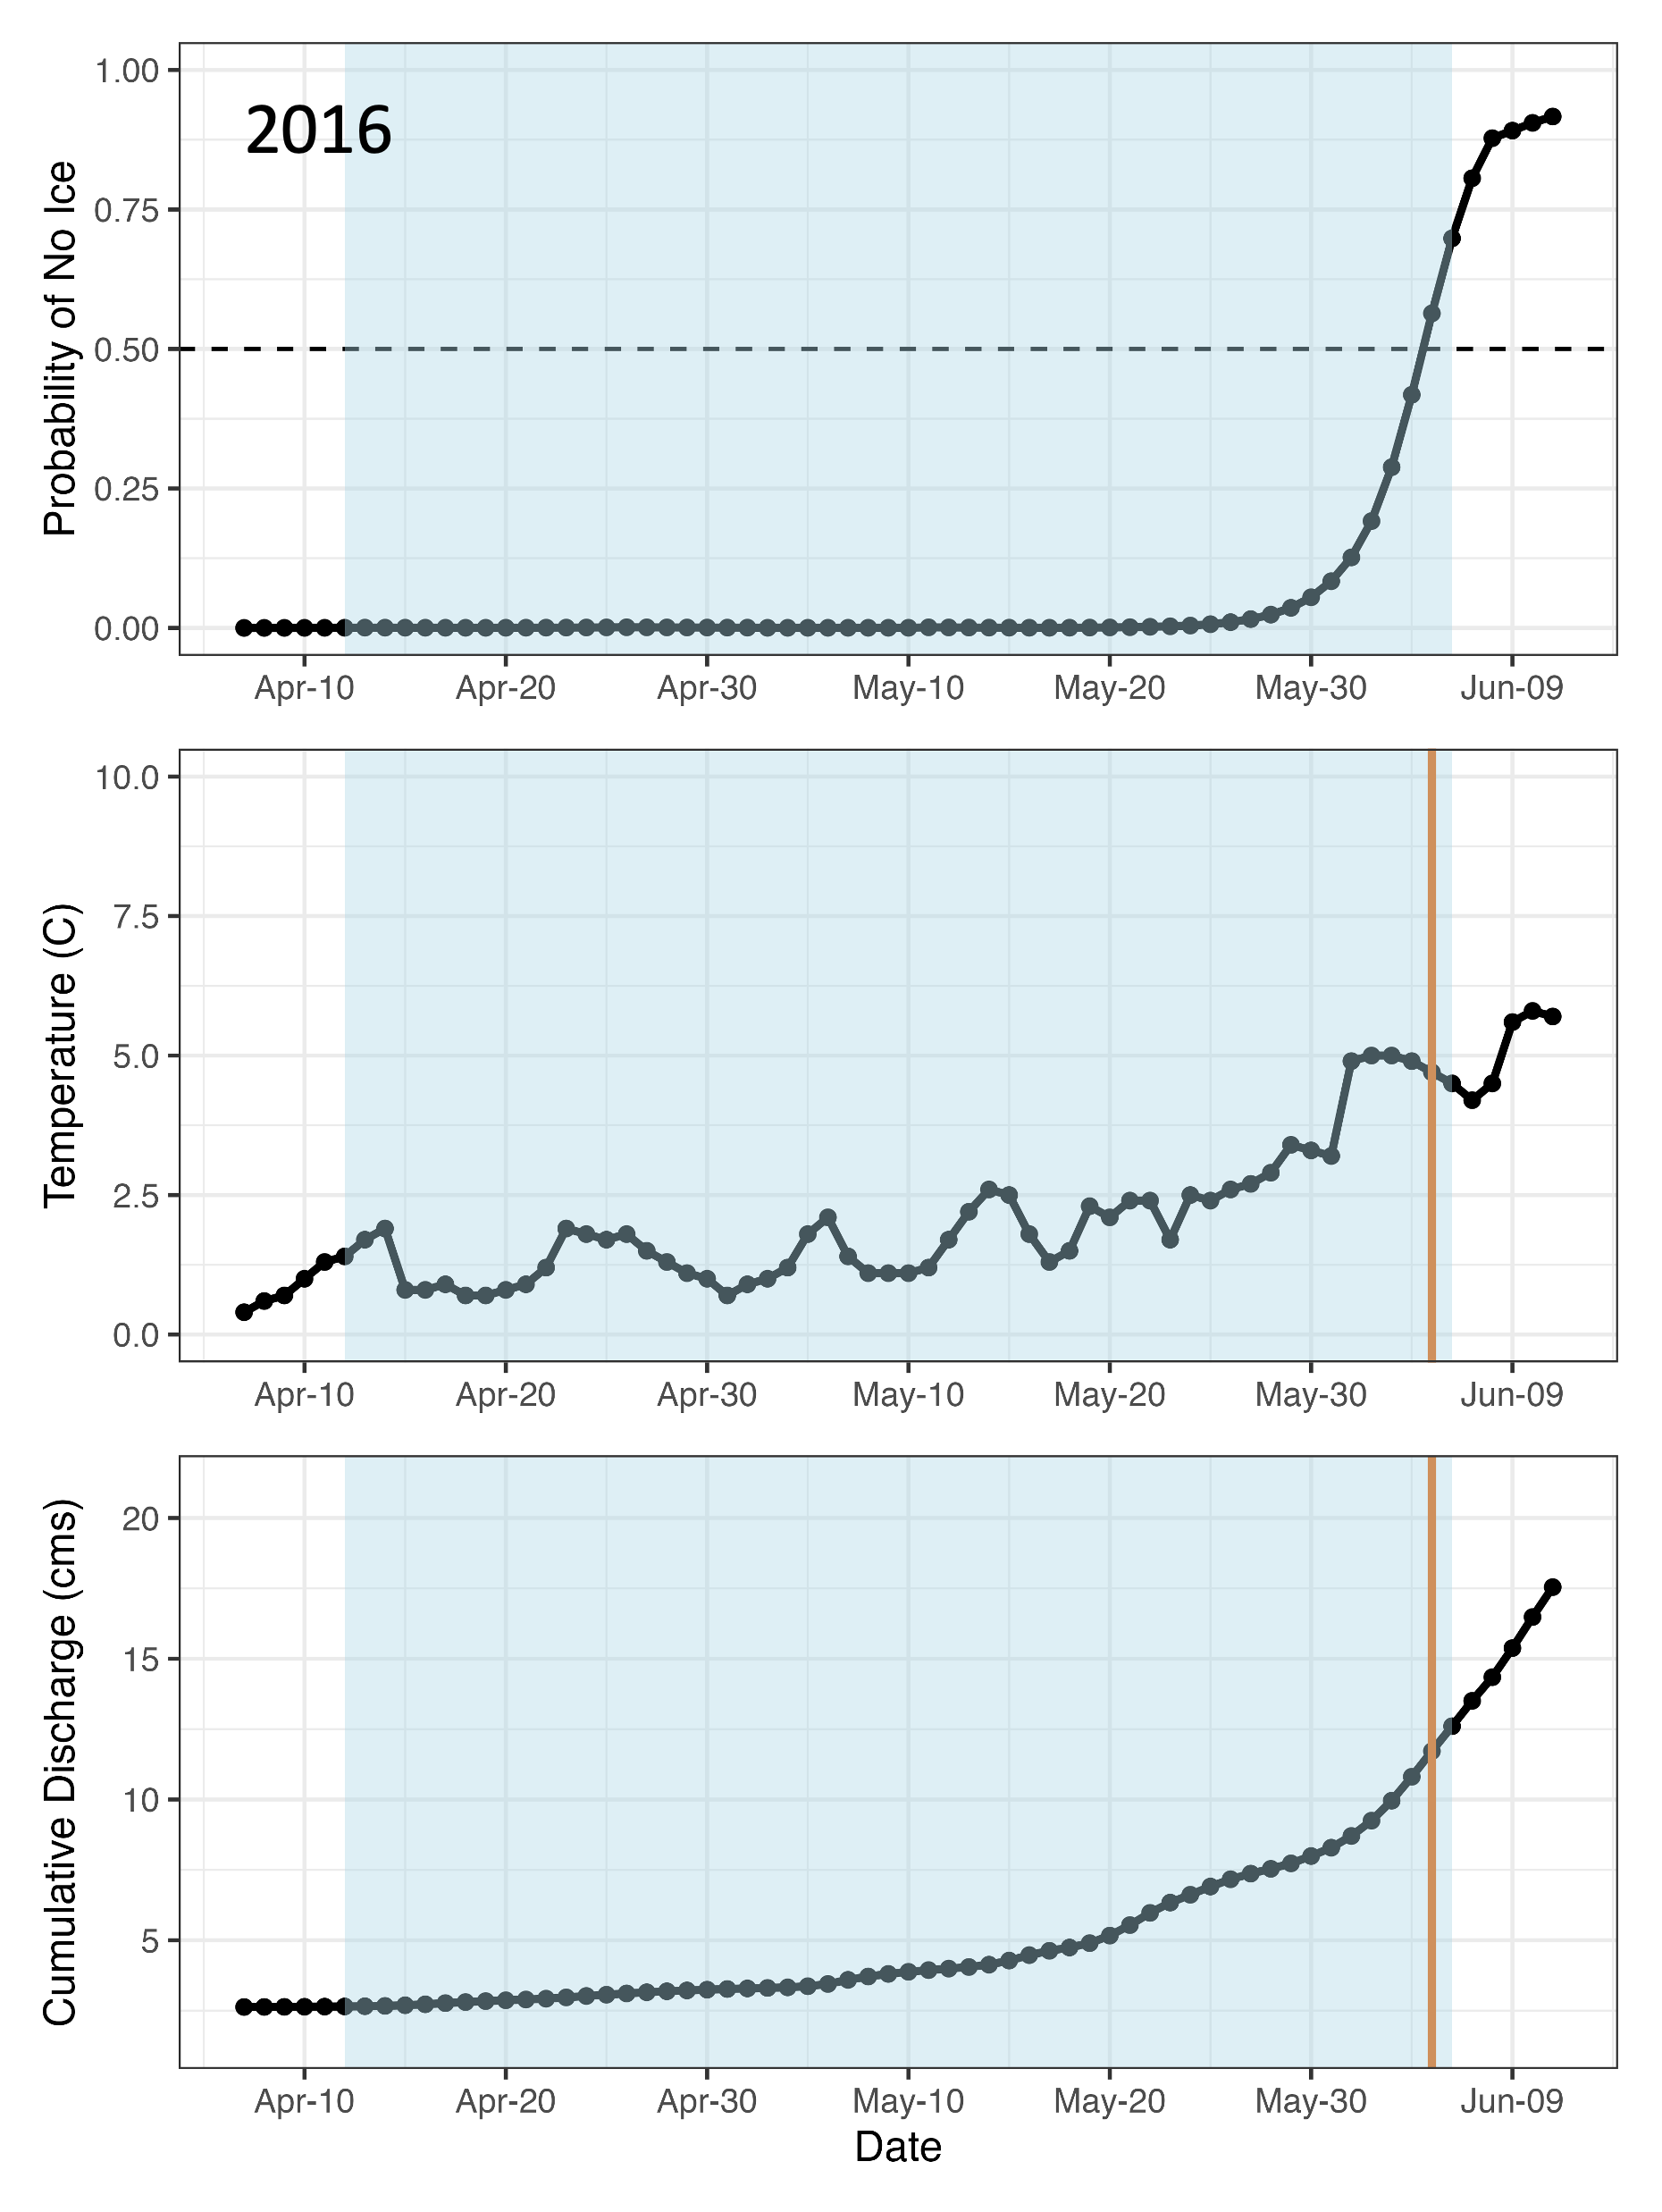 2016
Probability of No Ice
1.00
0.75
0.50
0.25
0.00
Apr-10 Apr-20 Apr-30 May-10 May-20 May-30 Jun-09
Temperature (C)
10.0
7.5
5.0
2.5
0.0
Apr-10 Apr-20 Apr-30 May-10 May-20 May-30 Jun-09
Cumulative Discharge (cms)
20
15
10
5
Apr-10 Apr-20 Apr-30 May-10 May-20 May-30 Jun-09
Date